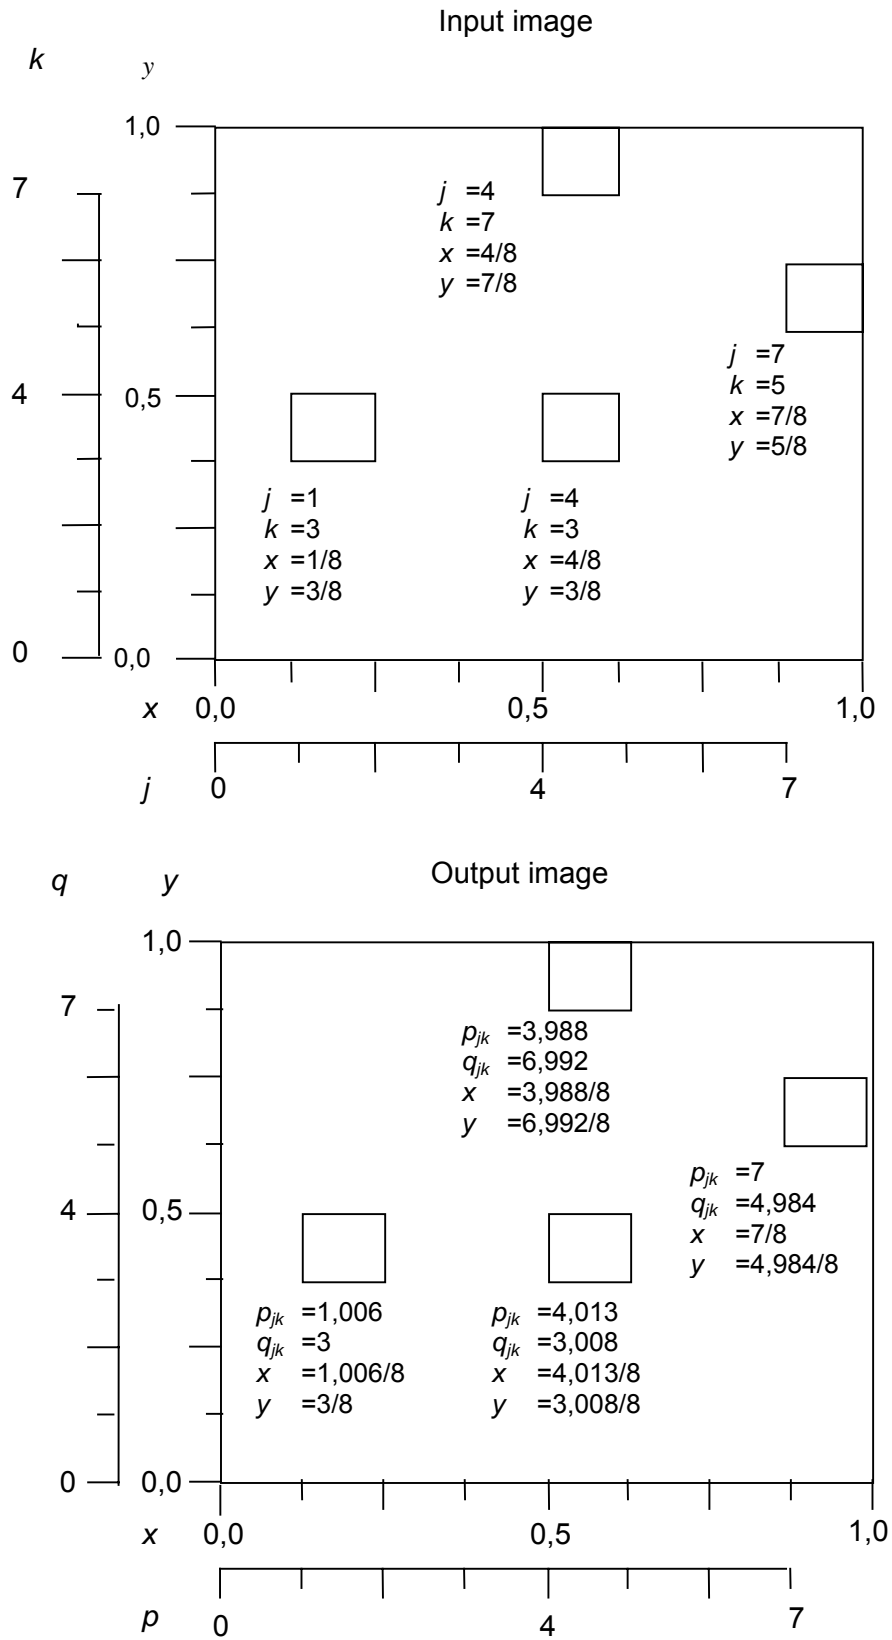 Input image
k y
1,0
7
j =4
k =7
x =4/8
y =7/8
j =7
k =5
x =7/8
y =5/8
4 0,5
j =1
k =3
x =1/8
y =3/8
j =4
k =3
x =4/8
y =3/8
0 0,0
x 0,0 0,5 1,0
j 0 4 7
Output image
q y
1,0
7
pjk =3,988
qjk =6,992
x =3,988/8
y =6,992/8
pjk =7
qjk =4,984
x =7/8
y =4,984/8
4 0,5
pjk =1,006
qjk =3
x =1,006/8
y =3/8
pjk =4,013
qjk =3,008
x =4,013/8
y =3,008/8
0 0,0
x 0,0 0,5 1,0
p 0 4 7